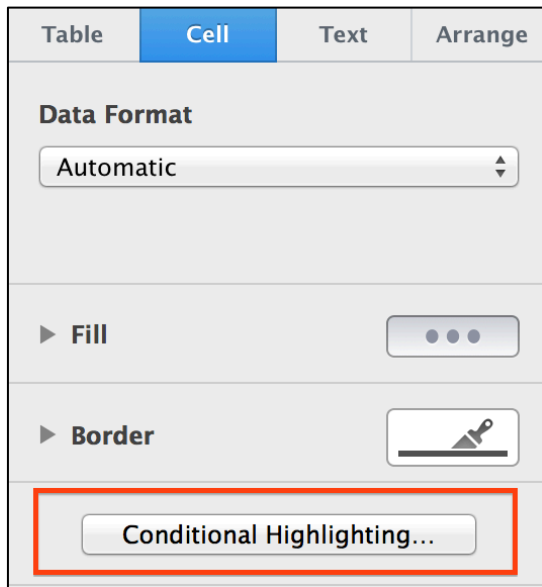 Table Cell Text Arrange
Data Format
Automatic
Fill
Border
Conditional Highlighting...